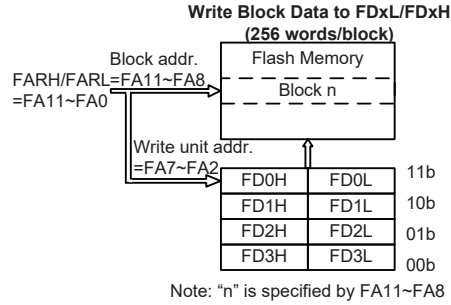 Write Block Data to FDxL/FDxH
(256 words/block)
Block addr.
FARH/FARL=FA11~FA8
=FA11~FA0
Flash Memory
Block n
Write unit addr.
=FA7~FA2
FD0H FD0L 11b
FD1H FD1L 10b
FD2H FD2L 01b
FD3H FD3L 00b
Note: “n” is specified by FA11~FA8